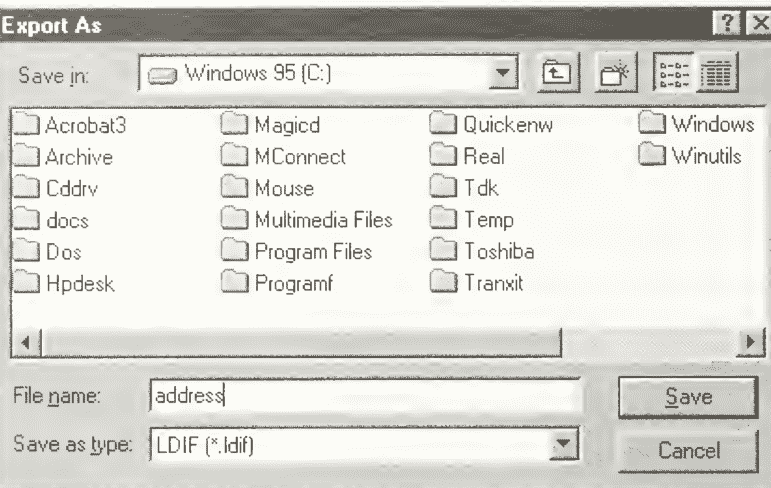 Export As
Save in: Windows 95 (C:)
Acrobat3 Magicd Quickenw Windows
Archive MConnect Real Winutils
Cddrv Mouse Tdk
docs Multimedia Files Temp
Dos Program Files Toshiba
Hpdesk Programf Tranxit
File name: address Save
Save as type: LDIF (*.ldif) Cancel